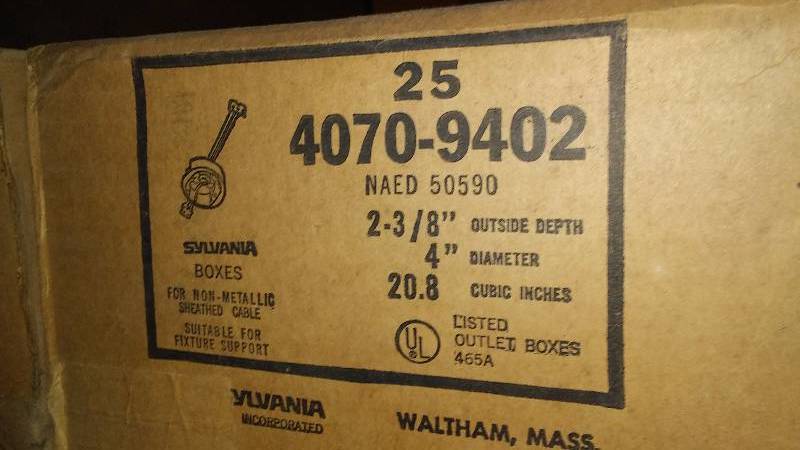 25
4070-9402
NAED 50590
2-3/8" OUTSIDE DEPTH
4" DIAMETER
20.8 CUBIC INCHES
SYLVANIA
BOXES
FOR NON-METALLIC
SHEATHED CABLE
SUITABLE FOR
FIXTURE SUPPORT
UL
LISTED
OUTLET BOXES
465A
YLVANIA
INCORPORATED
WALTHAM, MASS.